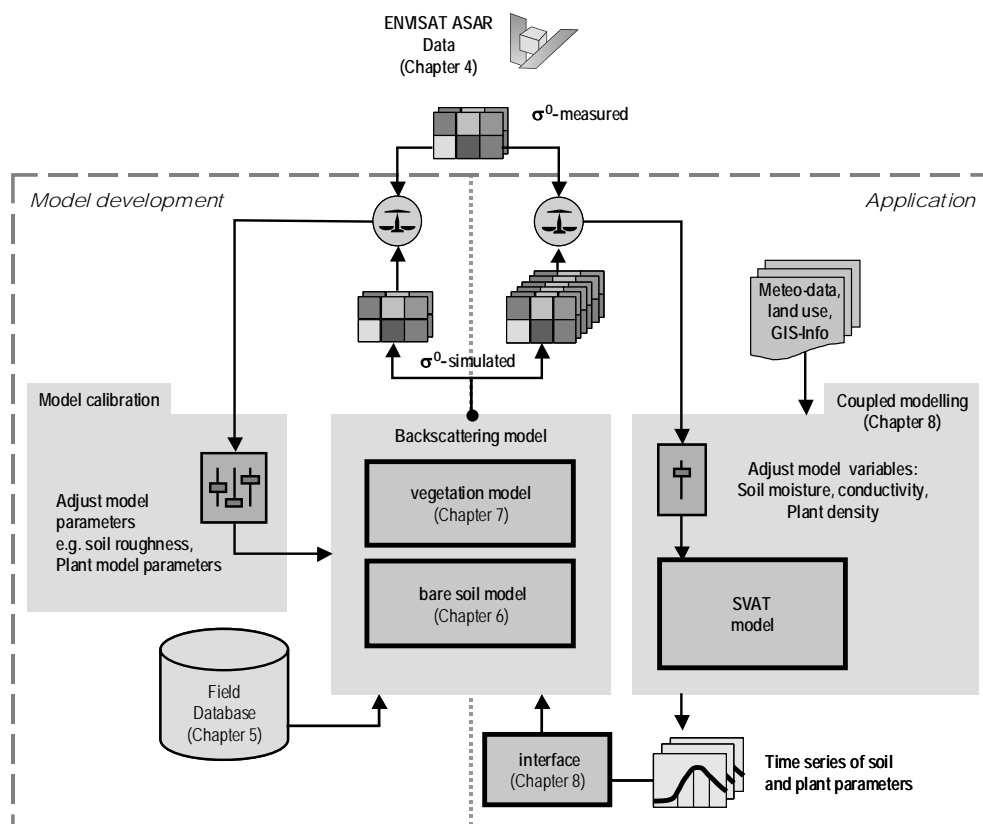 ENVISAT ASAR
Data
(Chapter 4)
σ⁰-measured
Model development
Application
Meteo-data,
land use,
GIS-Info
σ⁰-simulated
Model calibration
Coupled modelling
(Chapter 8)
Backscattering model
Adjust model
parameters
e.g. soil roughness,
Plant model parameters
vegetation model
(Chapter 7)
Adjust model variables:
Soil moisture, conductivity,
Plant density
bare soil model
(Chapter 6)
SVAT
model
Field
Database
(Chapter 5)
interface
(Chapter 8)
Time series of soil
and plant parameters